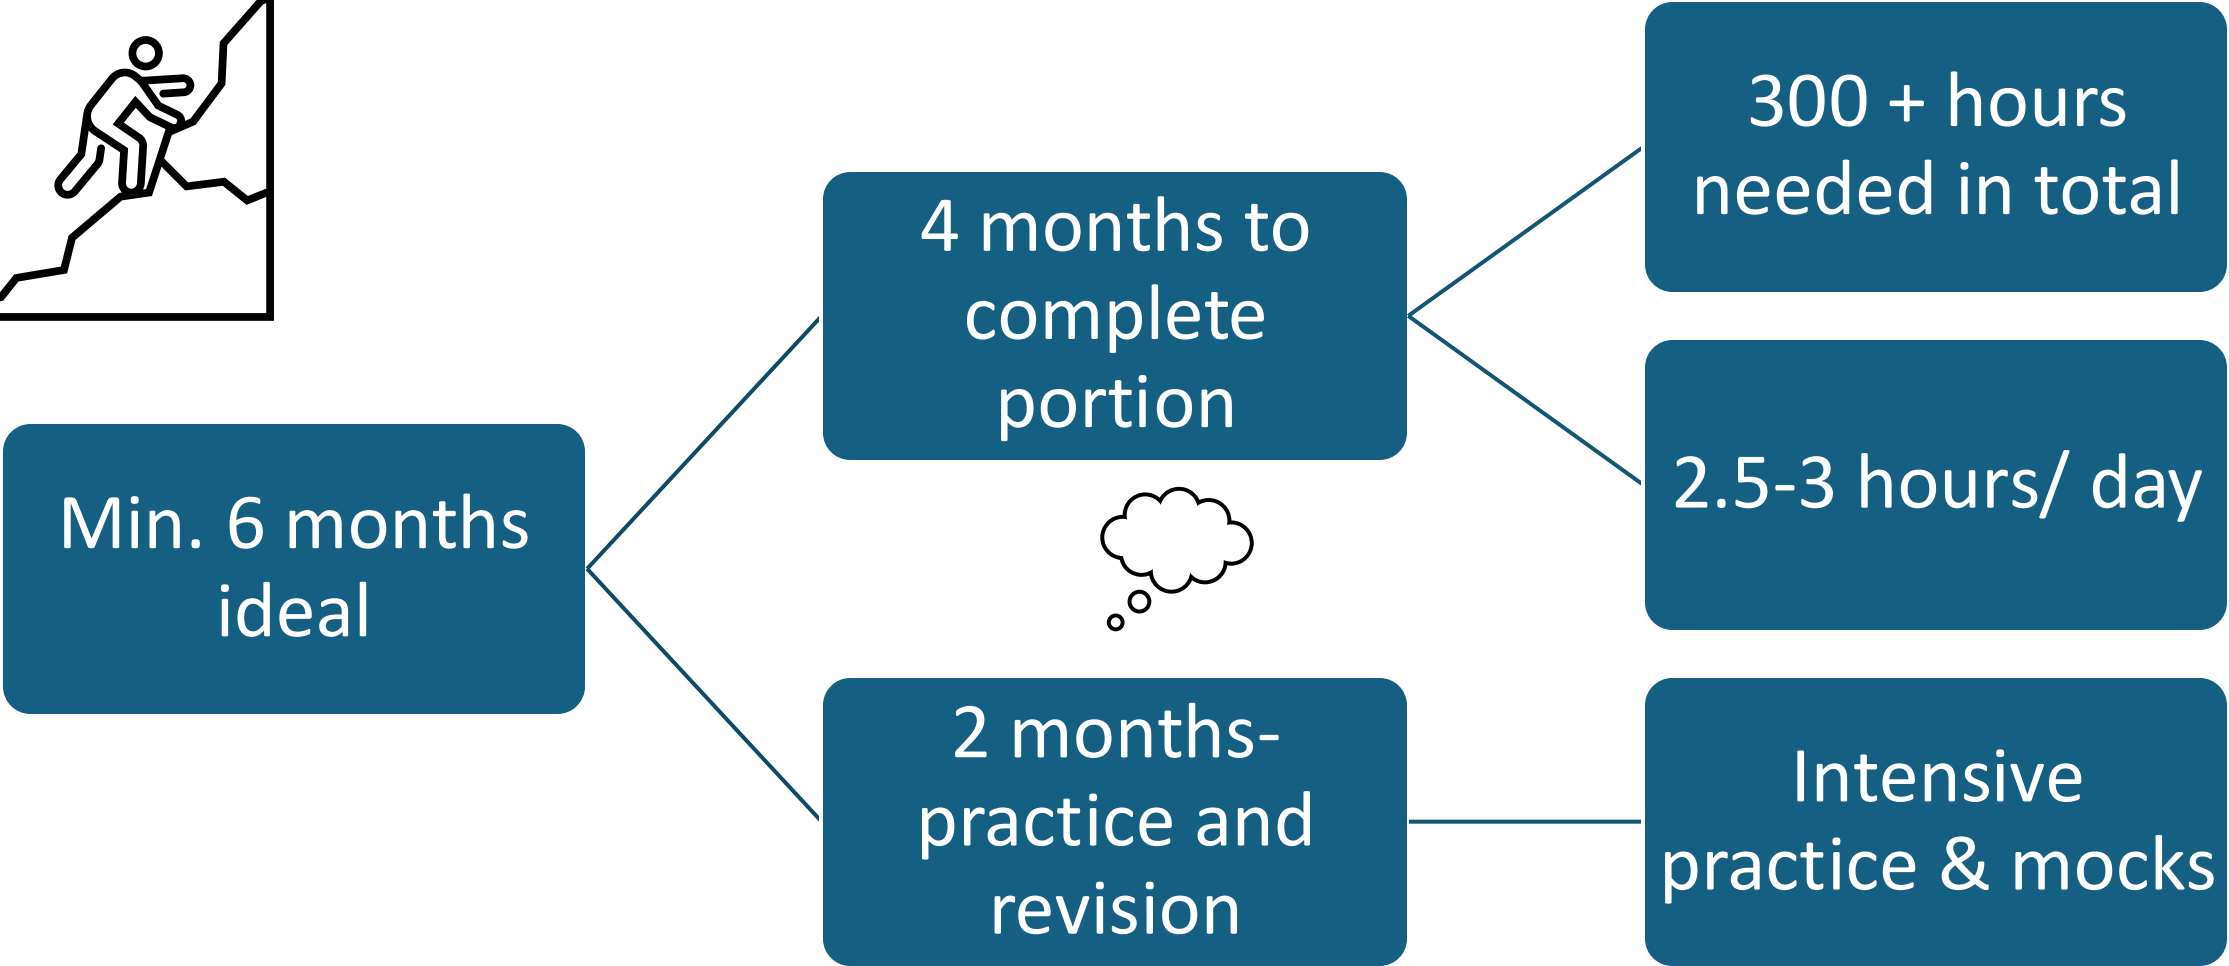 Min. 6 months
ideal
4 months to
complete
portion
300 + hours
needed in total
2.5-3 hours/ day
2 months-
practice and
revision
Intensive
practice & mocks